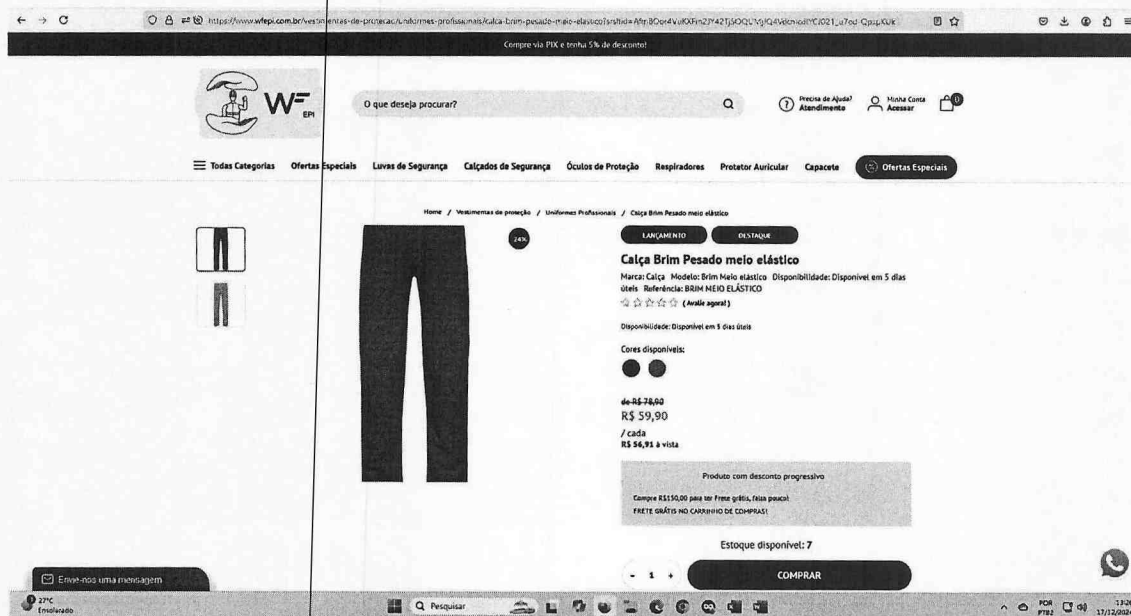 Compre via PIX e tenha 5% de desconto!
WF
EPI
O que deseja procurar?
Precisa de Ajuda?
Atendimento
Minha Conta
Acessar
0
Todas Categorias Ofertas Especiais Luvas de Segurança Calçados de Segurança Óculos de Proteção Respiradores Protetor Auricular Capacete Ofertas Especiais
Home / Vestimentas de proteção / Uniformes Profissionais / Calça Brim Pesado meio elástico
24%
LANÇAMENTO DESTAQUE
Calça Brim Pesado meio elástico
Marca: Calça Modelo: Brim Meio elástico Disponibilidade: Disponível em 5 dias
úteis Referência: BRIM MEIO ELÁSTICO
(Avalie agora!)
Disponibilidade: Disponível em 5 dias úteis
Cores disponíveis:
de R$ 78,90
R$ 59,90
/ cada
R$ 56,91 à vista
Produto com desconto progressivo
Compre R$150,00 para ter Frete grátis, falta pouco!
FRETE GRÁTIS NO CARRINHO DE COMPRAS!
Estoque disponível: 7
- 1 +
COMPRAR
Envie-nos uma mensagem
27°C
Ensolarado
Pesquisar
POR
PTB2